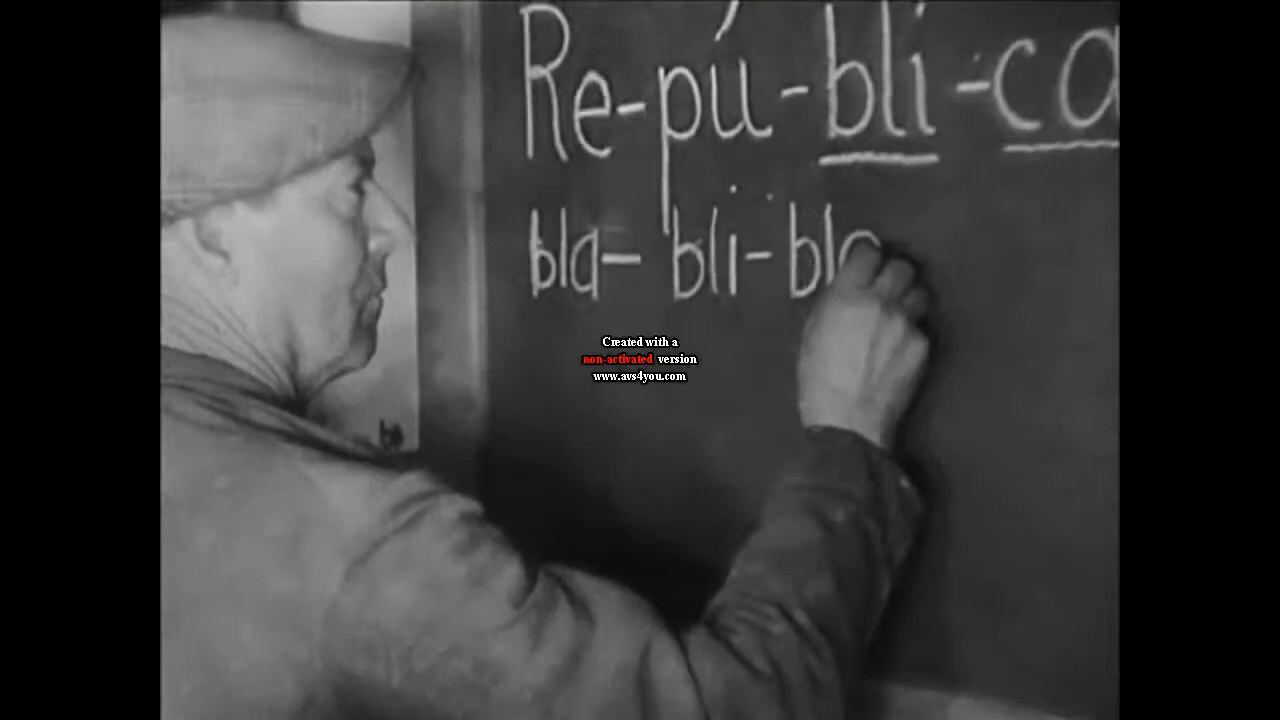 Re-pú-bli-ca
bla-bli-blo
Created with a
non-activated version
www.avs4you.com